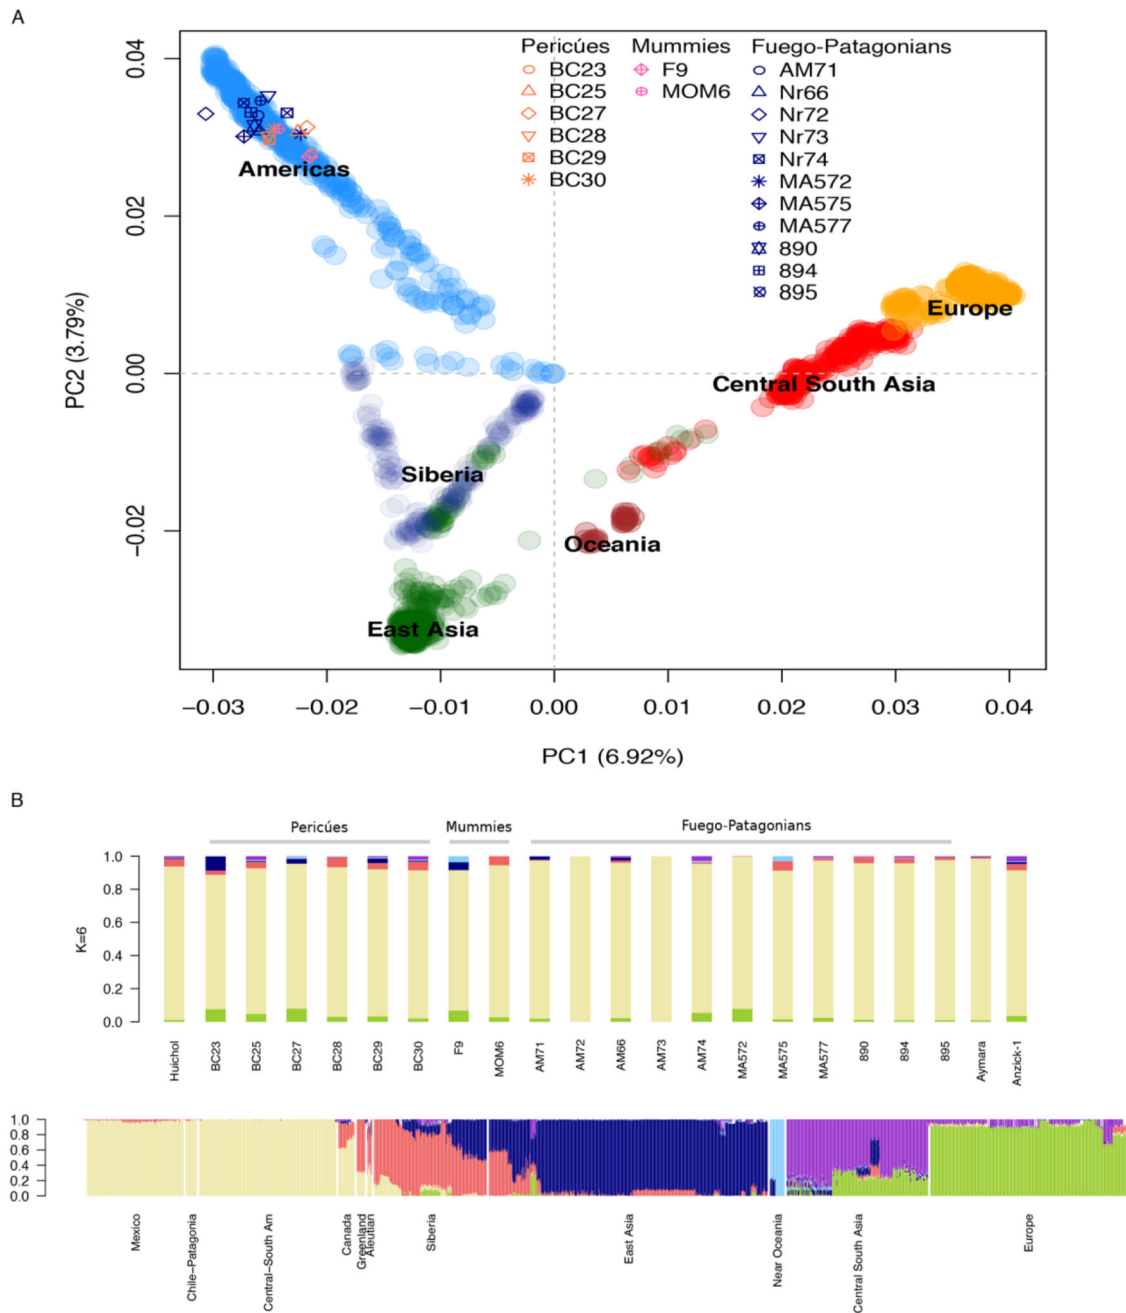 A
Pericúes
BC23
BC25
BC27
BC28
BC29
BC30
Mummies
F9
MOM6
Fuego-Patagonians
AM71
Nr66
Nr72
Nr73
Nr74
MA572
MA575
MA577
890
894
895
Americas
Europe
Central South Asia
Siberia
Oceania
East Asia
PC2 (3.79%)
0.04
0.02
0.00
−0.02
−0.03
−0.02
−0.01
0.00
0.01
0.02
0.03
0.04
PC1 (6.92%)
B
Pericúes
Mummies
Fuego-Patagonians
K=6
1.0
0.8
0.6
0.4
0.2
0.0
Huichol
BC23
BC25
BC27
BC28
BC29
BC30
F9
MOM6
AM71
AM72
AM66
AM73
AM74
MA572
MA575
MA577
890
894
895
Aymara
Anzick-1
1.0
0.8
0.6
0.4
0.2
0.0
Mexico
Chile-Patagonia
Central-South Am
Canada
Greenland
Aleutian
Siberia
East Asia
Near Oceania
Central South Asia
Europe